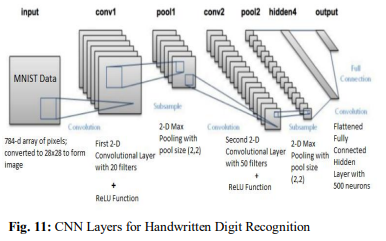 input conv1 pool1 conv2 pool2 hidden4 output
MNIST Data
Full
Connection
Subsample
Convolution
Convolution
Subsample
Convolution
784-d array of pixels;
converted to 28x28 to form
image
First 2-D
Convolutional Layer
with 20 filters
+
ReLU Function
2-D Max
Pooling with
pool size (2,2)
Second 2-D
Convolutional Layer
with 50 filters
+
ReLU Function
2-D Max
Pooling with
pool size
(2,2)
Flattened
Fully
Connected
Hidden
Layer with
500 neurons
Fig. 11: CNN Layers for Handwritten Digit Recognition